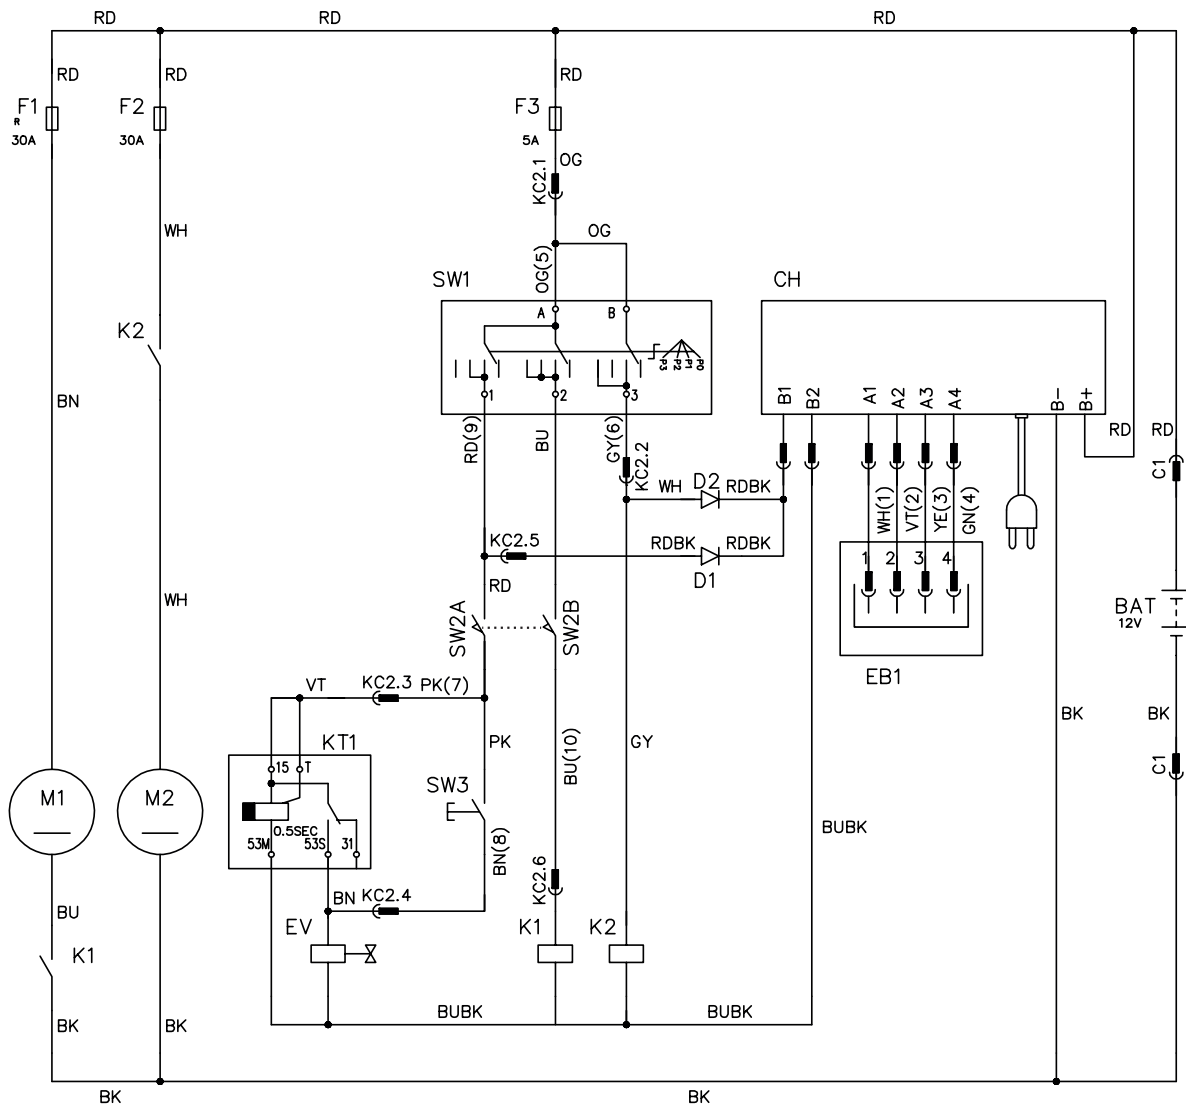 RD
RD
RD
RD
RD
RD
F1
R
30A
F2
30A
F3
5A
OG
KC2.1
WH
OG
OG(5)
SW1
CH
A
B
K2
P3
P2
P1
P0
1
2
3
B1
B2
A1
A2
A3
A4
B-
B+
BN
RD(9)
BU
GY(6)
KC2.2
RD
RD
C1
WH
D2
RDBK
WH(1)
VT(2)
YE(3)
GN(4)
KC2.5
RDBK
RDBK
D1
1
2
3
4
RD
WH
SW2A
SW2B
BAT
12V
EB1
VT
KC2.3
PK(7)
KT1
PK
BU(10)
GY
BK
BK
15
T
C1
M1
M2
SW3
0.5SEC
53M
53S
31
BN(8)
BUBK
KC2.6
BN
KC2.4
BU
EV
K1
K2
K1
BUBK
BUBK
BK
BK
BK
BK